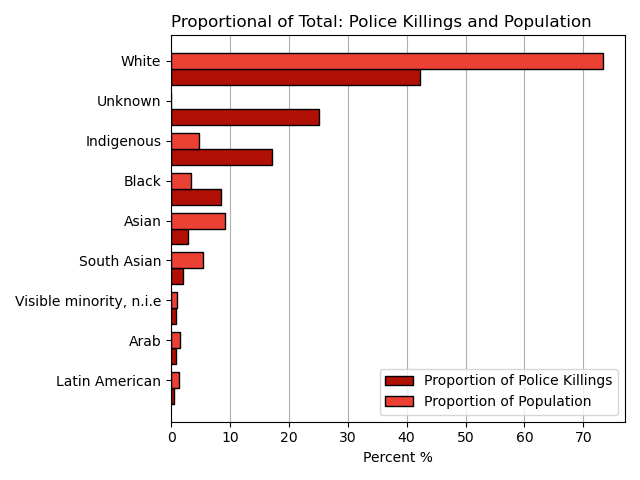 Proportional of Total: Police Killings and Population
White
Unknown
Indigenous
Black
Asian
South Asian
Visible minority, n.i.e
Arab
Latin American
Proportion of Police Killings
Proportion of Population
0 10 20 30 40 50 60 70
Percent %